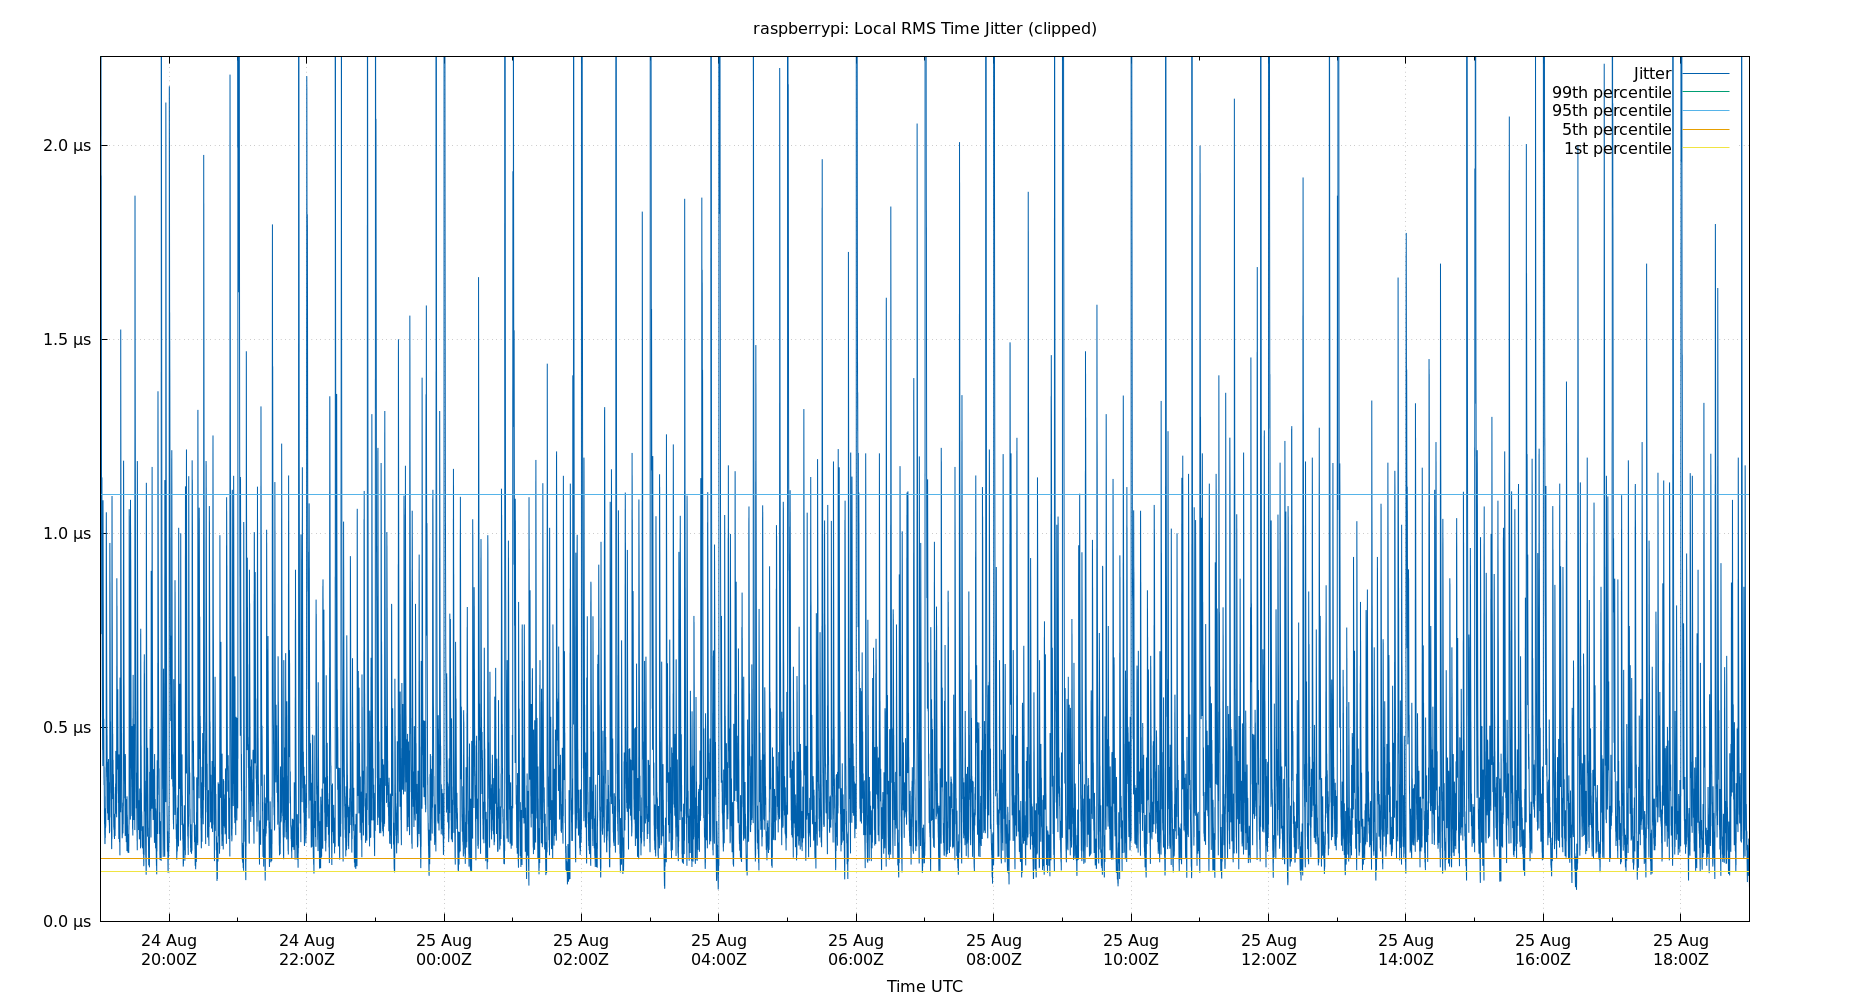 raspberrypi: Local RMS Time Jitter (clipped)
Jitter
99th percentile
95th percentile
5th percentile
1st percentile
2.0 µs
1.5 µs
1.0 µs
0.5 µs
0.0 µs
24 Aug 24 Aug 25 Aug 25 Aug 25 Aug 25 Aug 25 Aug 25 Aug 25 Aug 25 Aug 25 Aug 25 Aug
20:00Z 22:00Z 00:00Z 02:00Z 04:00Z 06:00Z 08:00Z 10:00Z 12:00Z 14:00Z 16:00Z 18:00Z
Time UTC